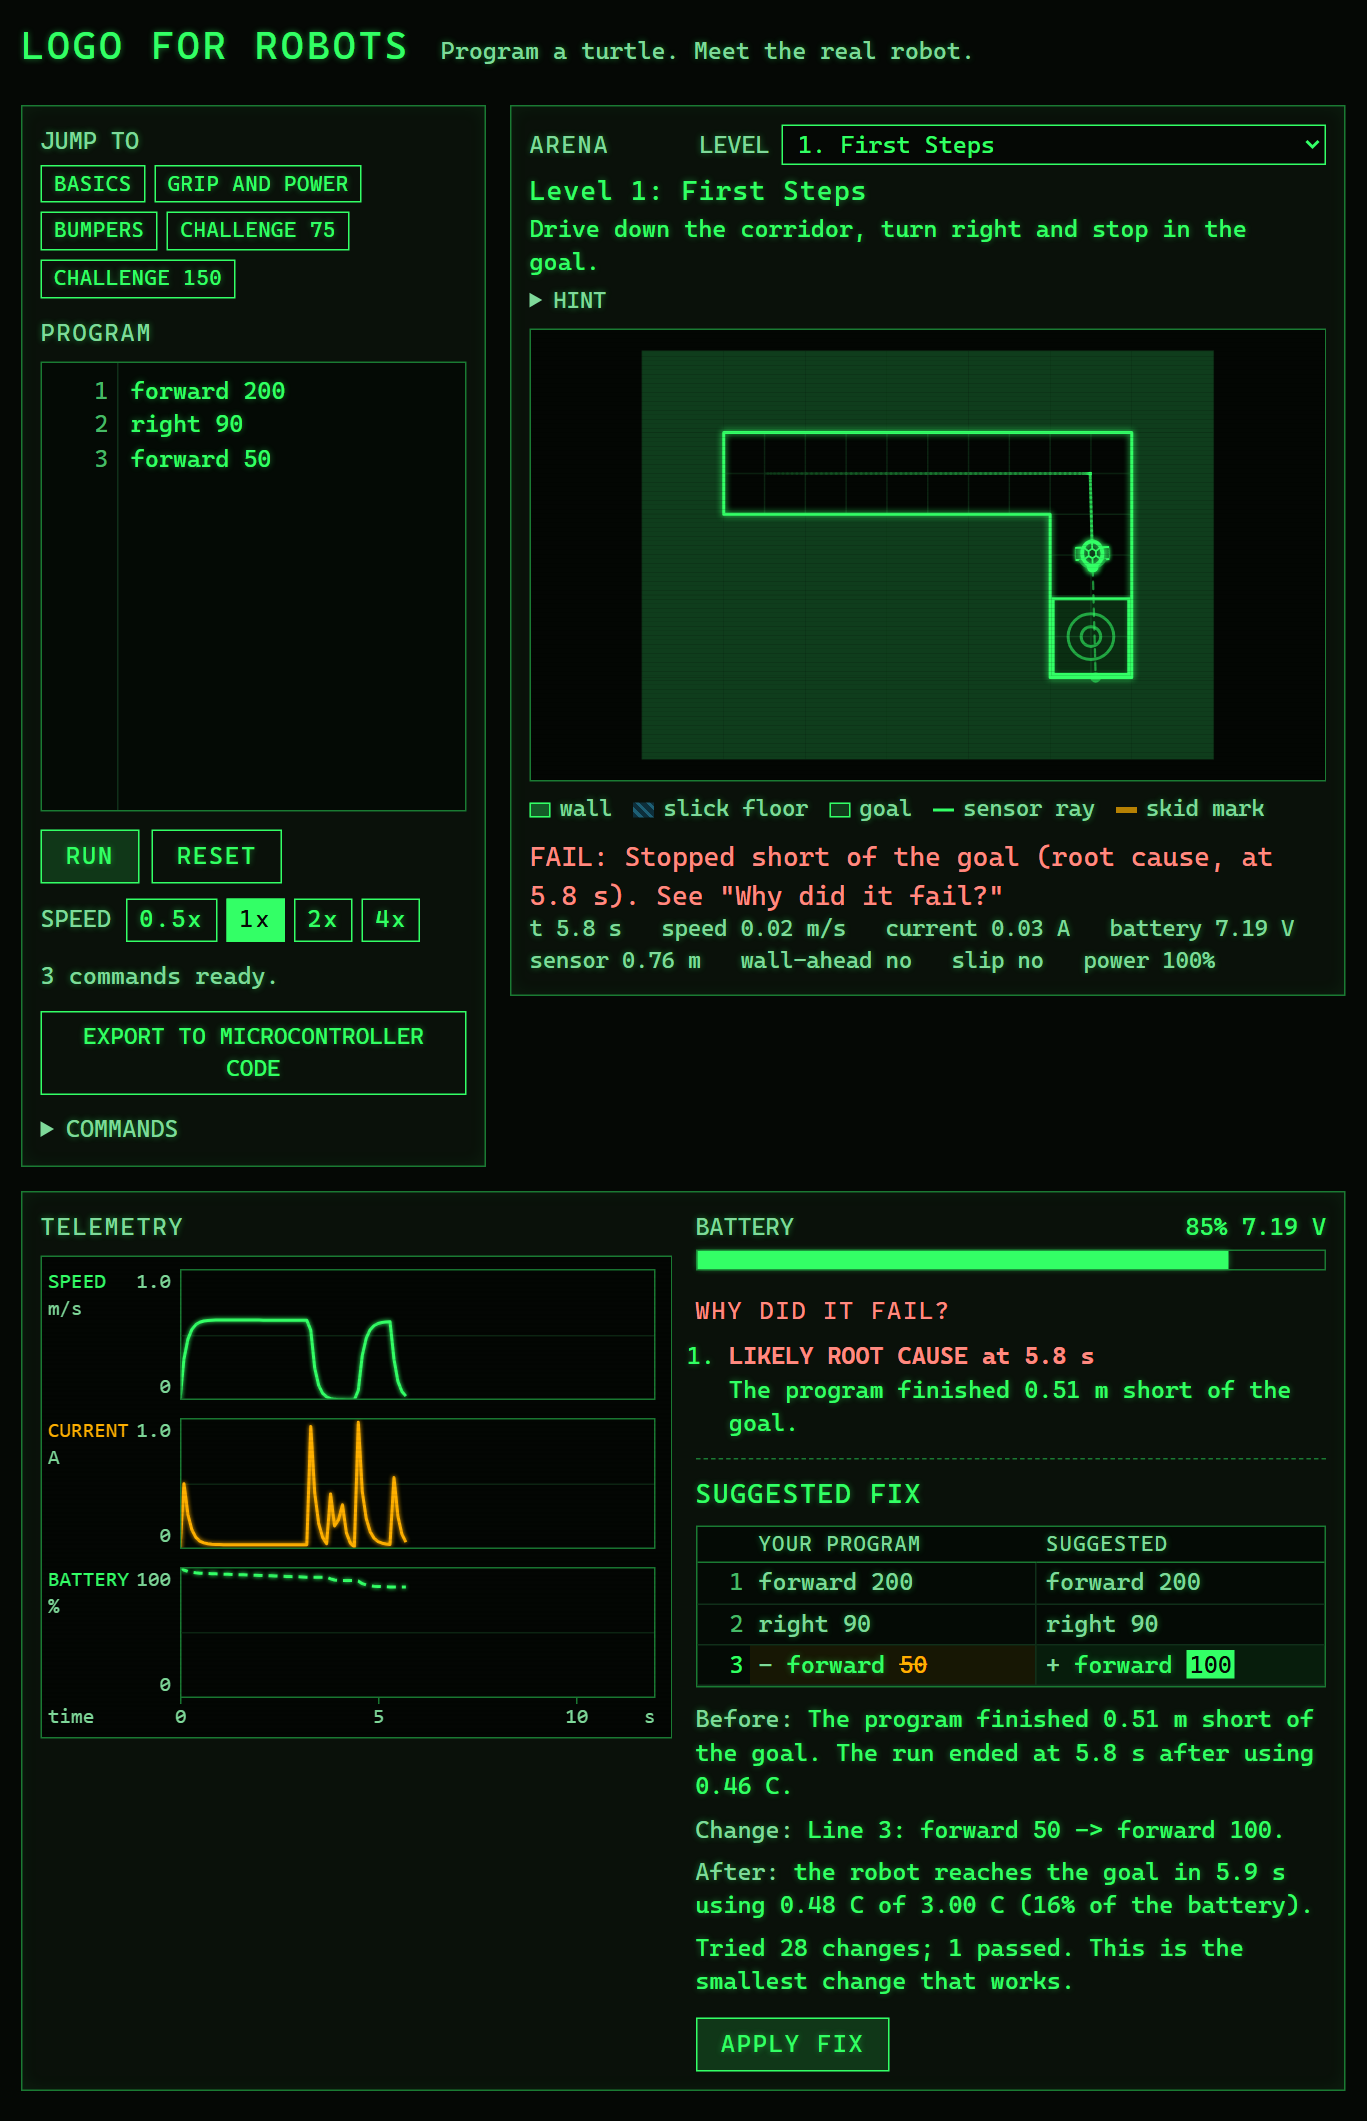 LOGO FOR ROBOTS Program a turtle. Meet the real robot.
JUMP TO
BASICS GRIP AND POWER
BUMPERS CHALLENGE 75
CHALLENGE 150
PROGRAM
1 forward 200
2 right 90
3 forward 50
RUN RESET
SPEED 0.5x 1x 2x 4x
3 commands ready.
EXPORT TO MICROCONTROLLER
CODE
▶ COMMANDS
ARENA LEVEL 1. First Steps
Level 1: First Steps
Drive down the corridor, turn right and stop in the
goal.
▶ HINT
wall slick floor goal sensor ray skid mark
FAIL: Stopped short of the goal (root cause, at
5.8 s). See "Why did it fail?"
t 5.8 s speed 0.02 m/s current 0.03 A battery 7.19 V
sensor 0.76 m wall-ahead no slip no power 100%
TELEMETRY
SPEED 1.0
m/s
0
CURRENT 1.0
A
0
BATTERY 100
%
0
time 0 5 10 s
BATTERY 85% 7.19 V
WHY DID IT FAIL?
1. LIKELY ROOT CAUSE at 5.8 s
The program finished 0.51 m short of the
goal.
SUGGESTED FIX
YOUR PROGRAM SUGGESTED
1 forward 200 forward 200
2 right 90 right 90
3 - forward 50 + forward 100
Before: The program finished 0.51 m short of
the goal. The run ended at 5.8 s after using
0.46 C.
Change: Line 3: forward 50 -> forward 100.
After: the robot reaches the goal in 5.9 s
using 0.48 C of 3.00 C (16% of the battery).
Tried 28 changes; 1 passed. This is the
smallest change that works.
APPLY FIX